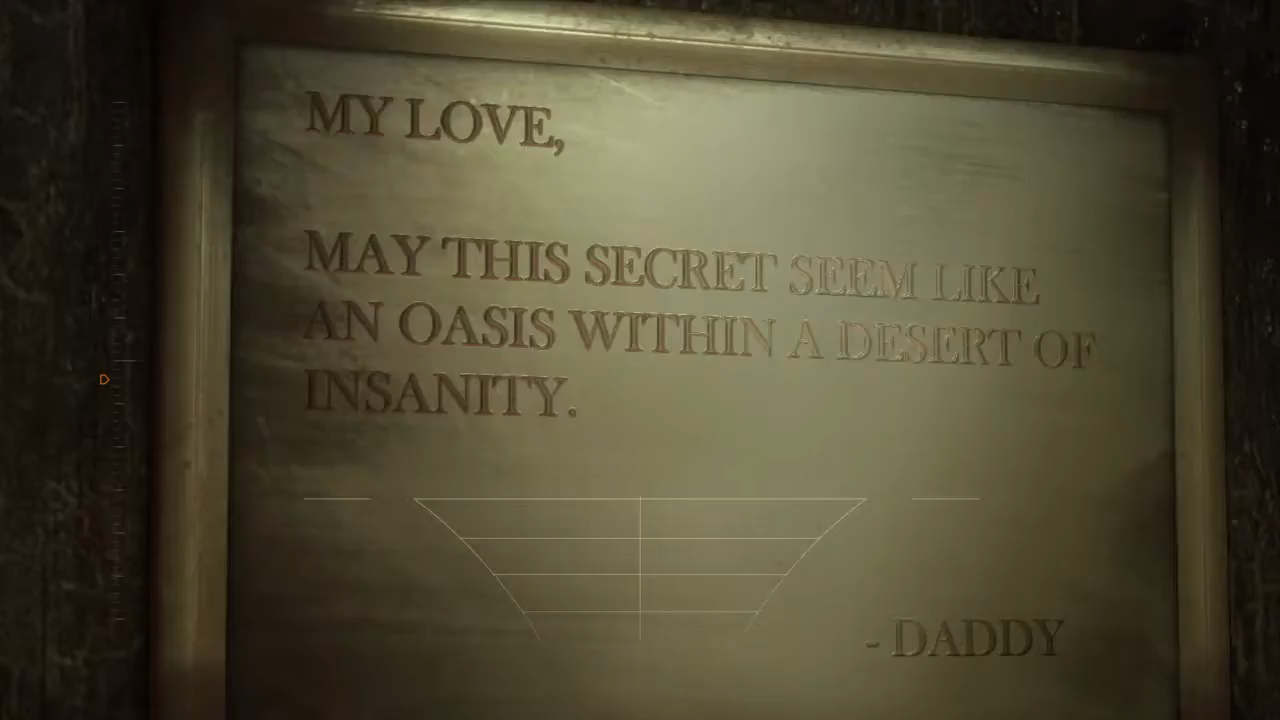 MY LOVE,
MAY THIS SECRET SEEM LIKE
AN OASIS WITHIN A DESERT OF
INSANITY.
- DADDY